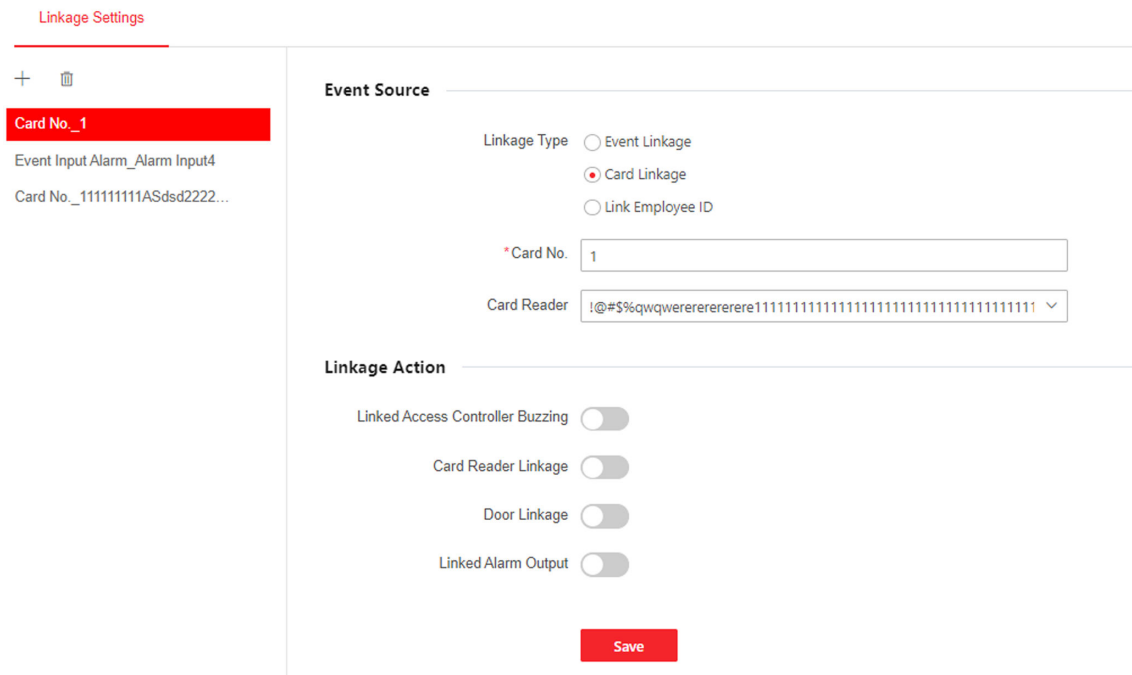 Linkage Settings
Card No._1
Event Input Alarm_Alarm Input4
Card No._111111111ASdsd2222...
Event Source
Linkage Type
Event Linkage
Card Linkage
Link Employee ID
*Card No.
1
Card Reader
Linkage Action
Linked Access Controller Buzzing
Card Reader Linkage
Door Linkage
Linked Alarm Output
Save